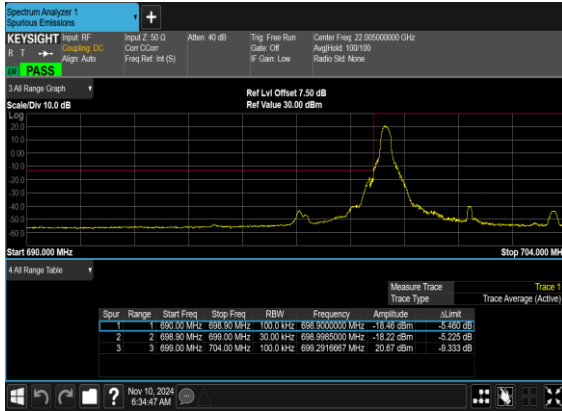 Spectrum Analyzer 1
Spurious Emissions
+
KEYSIGHT Input: RF Input Z: 50 Ω Atten: 40 dB Trig: Free Run Center Freq: 22.005000000 GHz
R T Coupling: DC Corr CCorr Gate: Off Avg|Hold: 100/100
Align: Auto Freq Ref: Int (S) IF Gain: Low Radio Std: None
PASS
3 All Range Graph Ref Lvl Offset 7.50 dB
Scale/Div 10.0 dB Ref Value 30.00 dBm
Log
20.0
10.0
0.00
-10.0
-20.0
-30.0
-40.0
-50.0
-60.0
Start 690.000 MHz Stop 704.000 MHz
4 All Range Table
Measure Trace Trace 1
Trace Type Trace Average (Active)
Spur Range Start Freq Stop Freq RBW Frequency Amplitude ΔLimit
1 1 690.00 MHz 698.90 MHz 100.0 kHz 698.9000000 MHz -18.46 dBm -5.460 dB
2 2 698.90 MHz 699.00 MHz 30.00 kHz 698.9985000 MHz -18.22 dBm -5.225 dB
3 3 699.00 MHz 704.00 MHz 100.0 kHz 699.2916667 MHz 20.67 dBm -9.333 dB
? Nov 10, 2024
6:34:47 AM